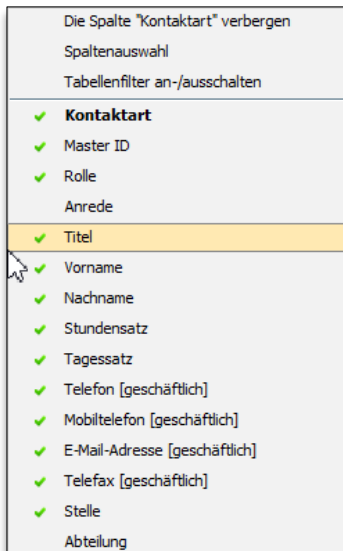 Die Spalte "Kontaktart" verbergen
Spaltenauswahl
Tabellenfilter an-/ausschalten
Kontaktart
Master ID
Rolle
Anrede
Titel
Vorname
Nachname
Stundensatz
Tagessatz
Telefon [geschäftlich]
Mobiltelefon [geschäftlich]
E-Mail-Adresse [geschäftlich]
Telefax [geschäftlich]
Stelle
Abteilung